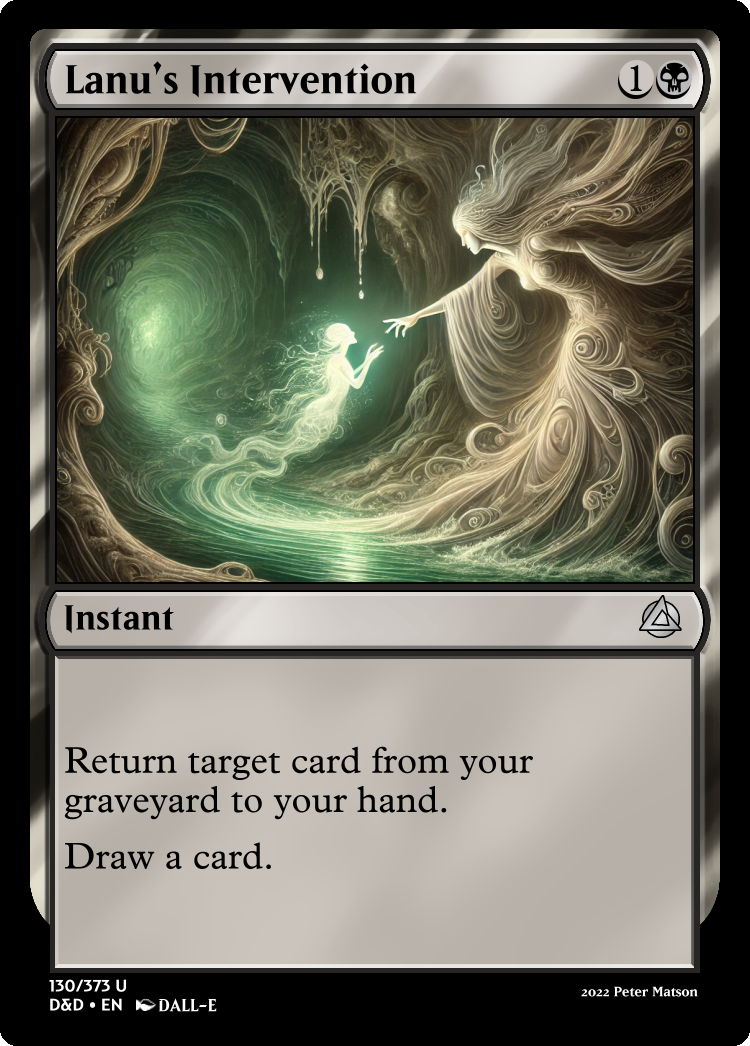 Lanu's Intervention
1
Instant
Return target card from your
graveyard to your hand.
Draw a card.
130/373 U
D&D • EN DALL-E
2022 Peter Matson